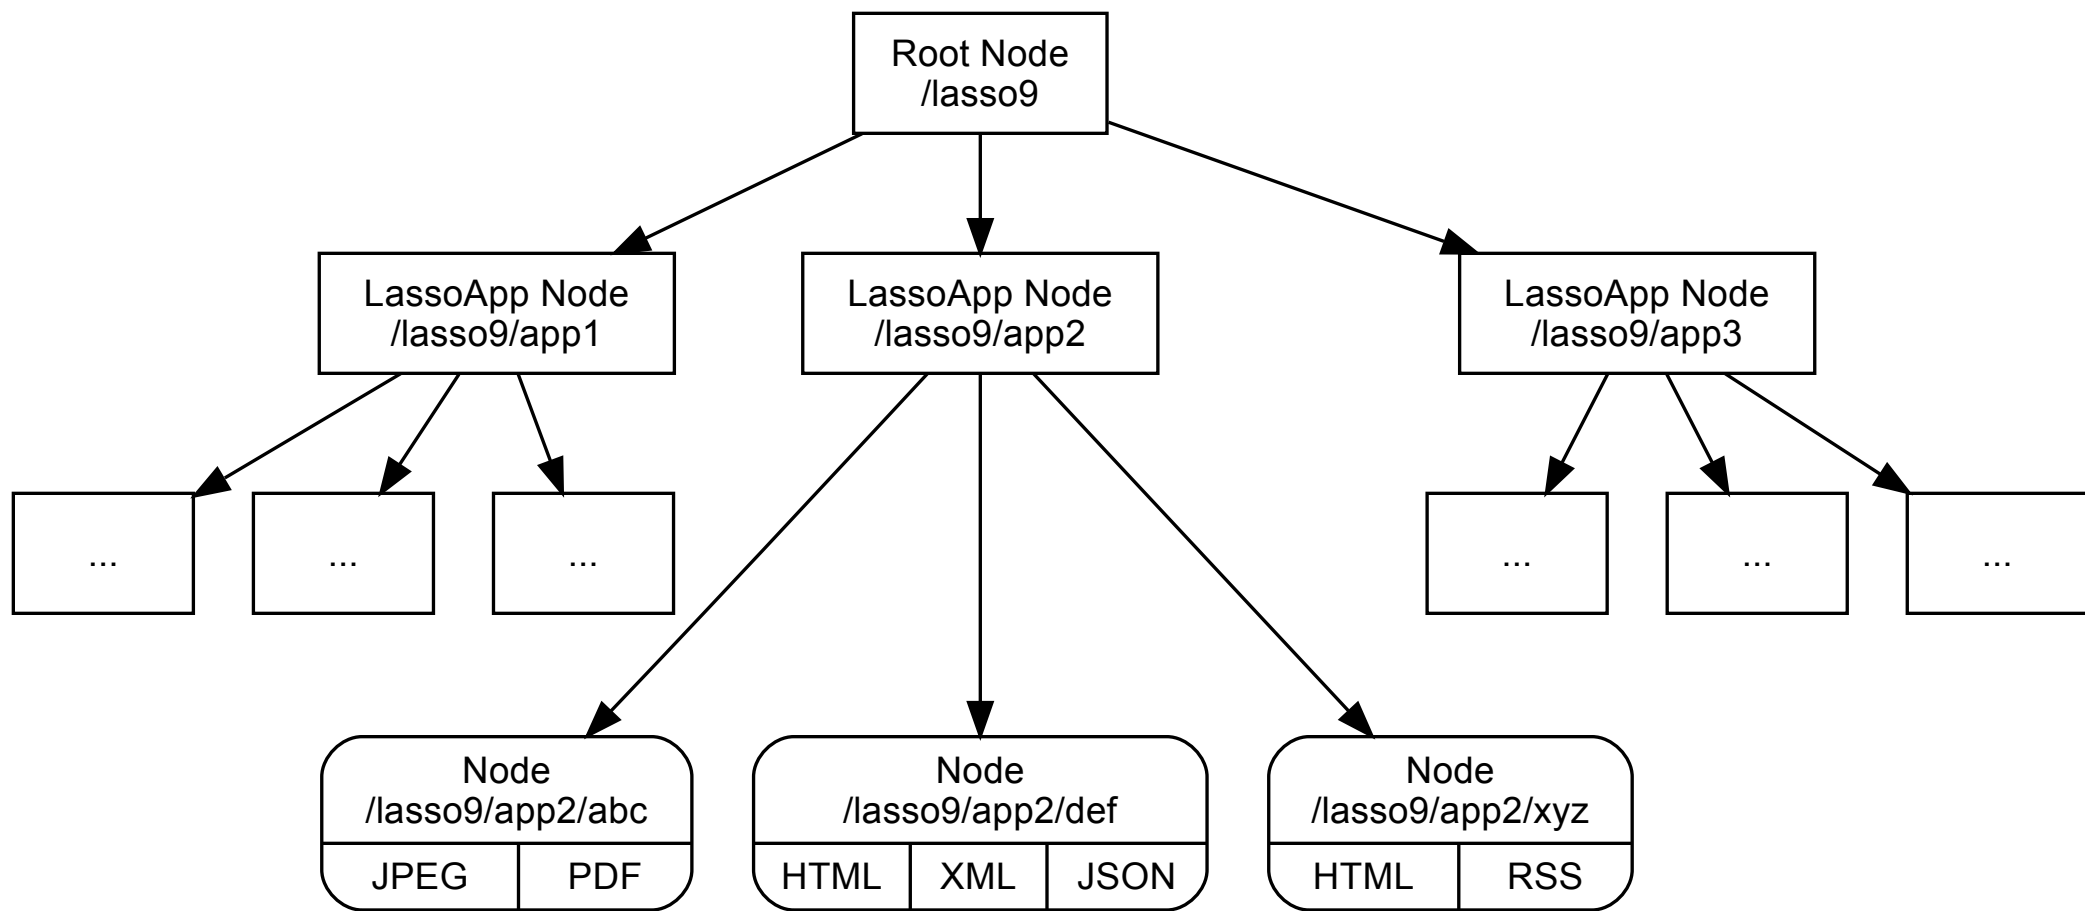 Root Node
/lasso9
LassoApp Node
/lasso9/app1
LassoApp Node
/lasso9/app2
LassoApp Node
/lasso9/app3
...
...
...
...
...
...
Node
/lasso9/app2/abc
JPEG
PDF
Node
/lasso9/app2/def
HTML
XML
JSON
Node
/lasso9/app2/xyz
HTML
RSS